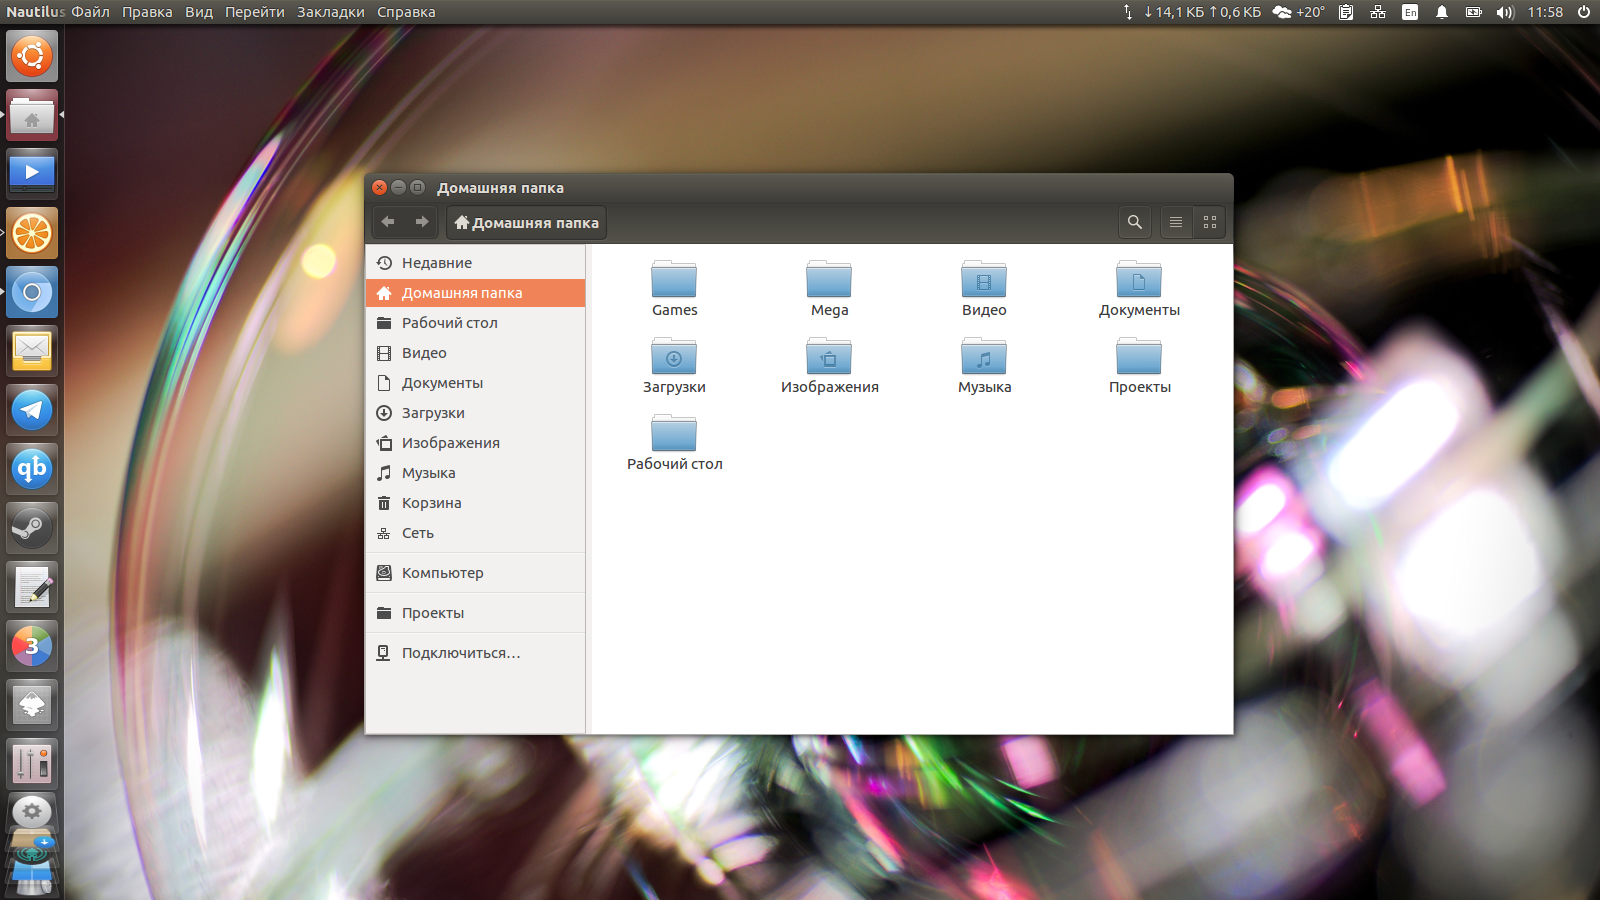 Nautilus Файл Правка Вид Перейти Закладки Справка ↓14,1 КБ ↑0,6 КБ +20° En 11:58
Домашняя папка
Домашняя папка
Недавние
Домашняя папка
Рабочий стол
Видео
Документы
Загрузки
Изображения
Музыка
Корзина
Сеть
Компьютер
Проекты
Подключиться...
Games Mega Видео Документы
Загрузки Изображения Музыка Проекты
Рабочий стол
qb
3